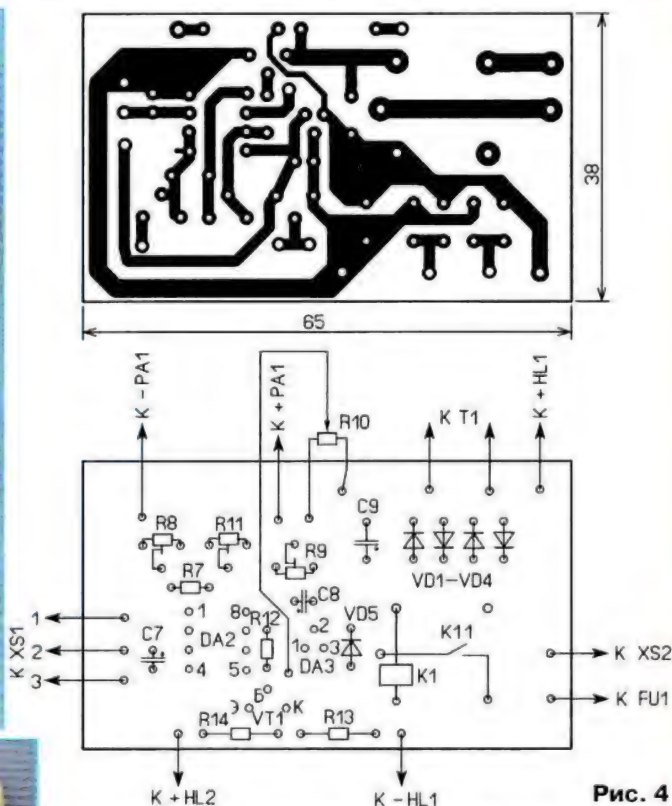 38
65
К – PA1
К + PA1
R10
К T1
К + HL1
R8
R11
C9
R9
R7
VD1–VD4
C8
1
1
8
R12
2
VD5
К XS1
2
C7
DA2
1
3
K11
DA3
К XS2
3
4
5
K1
Б
Э
VT1
К
К FU1
R14
R13
К + HL2
К – HL1
Рис. 4